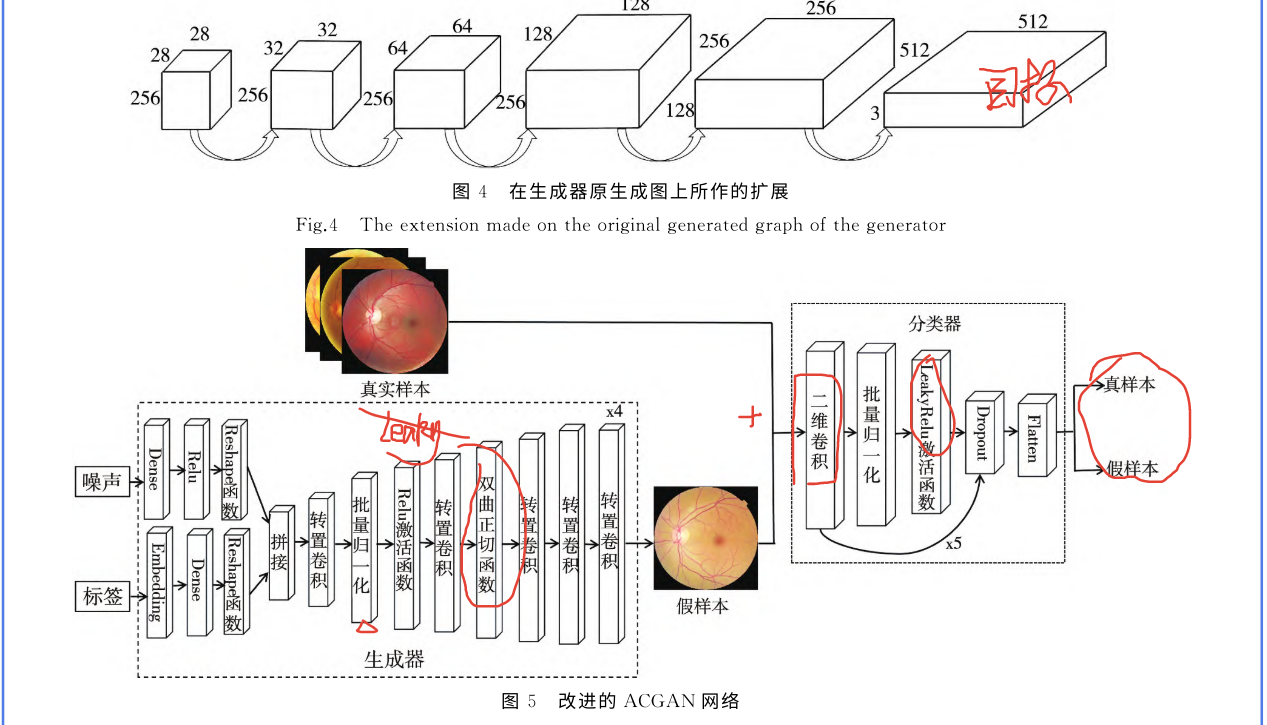 28
28
256
32
32
256
64
64
256
128
128
256
256
256
128
512
512
3
图 4 在生成器原生成图上所作的扩展
Fig.4 The extension made on the original generated graph of the generator
真实样本
噪声
Dense
Relu
Reshape函数
标签
Embedding
Dense
Reshape函数
拼接
转置卷积
批量归一化
Leaky
Relu激活函数
转置卷积
双曲正切函数
转置卷积
转置卷积
转置卷积
x4
生成器
假样本
+
分类器
二维卷积
批量归一化
LeakyRelu激活函数
Dropout
Flatten
x5
真样本
假样本
图 5 改进的 ACGAN 网络